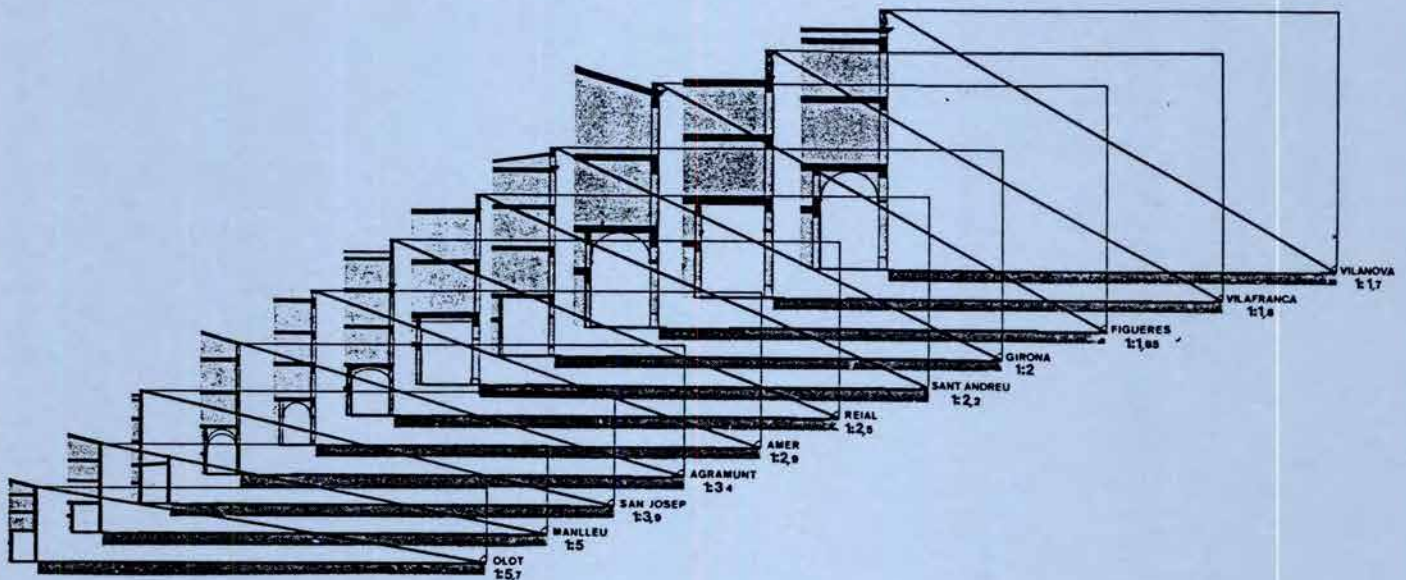 VILANOVA
1:1,7
VILAFRANCA
1:1,8
FIGUERES
1:1,85
GIRONA
1:2
SANT ANDREU
1:2,2
REIAL
1:2,5
AMER
1:2,9
AGRAMUNT
1:3 4
SAN JOSEP
1:3,9
MANLLEU
1:5
OLOT
1:5,7